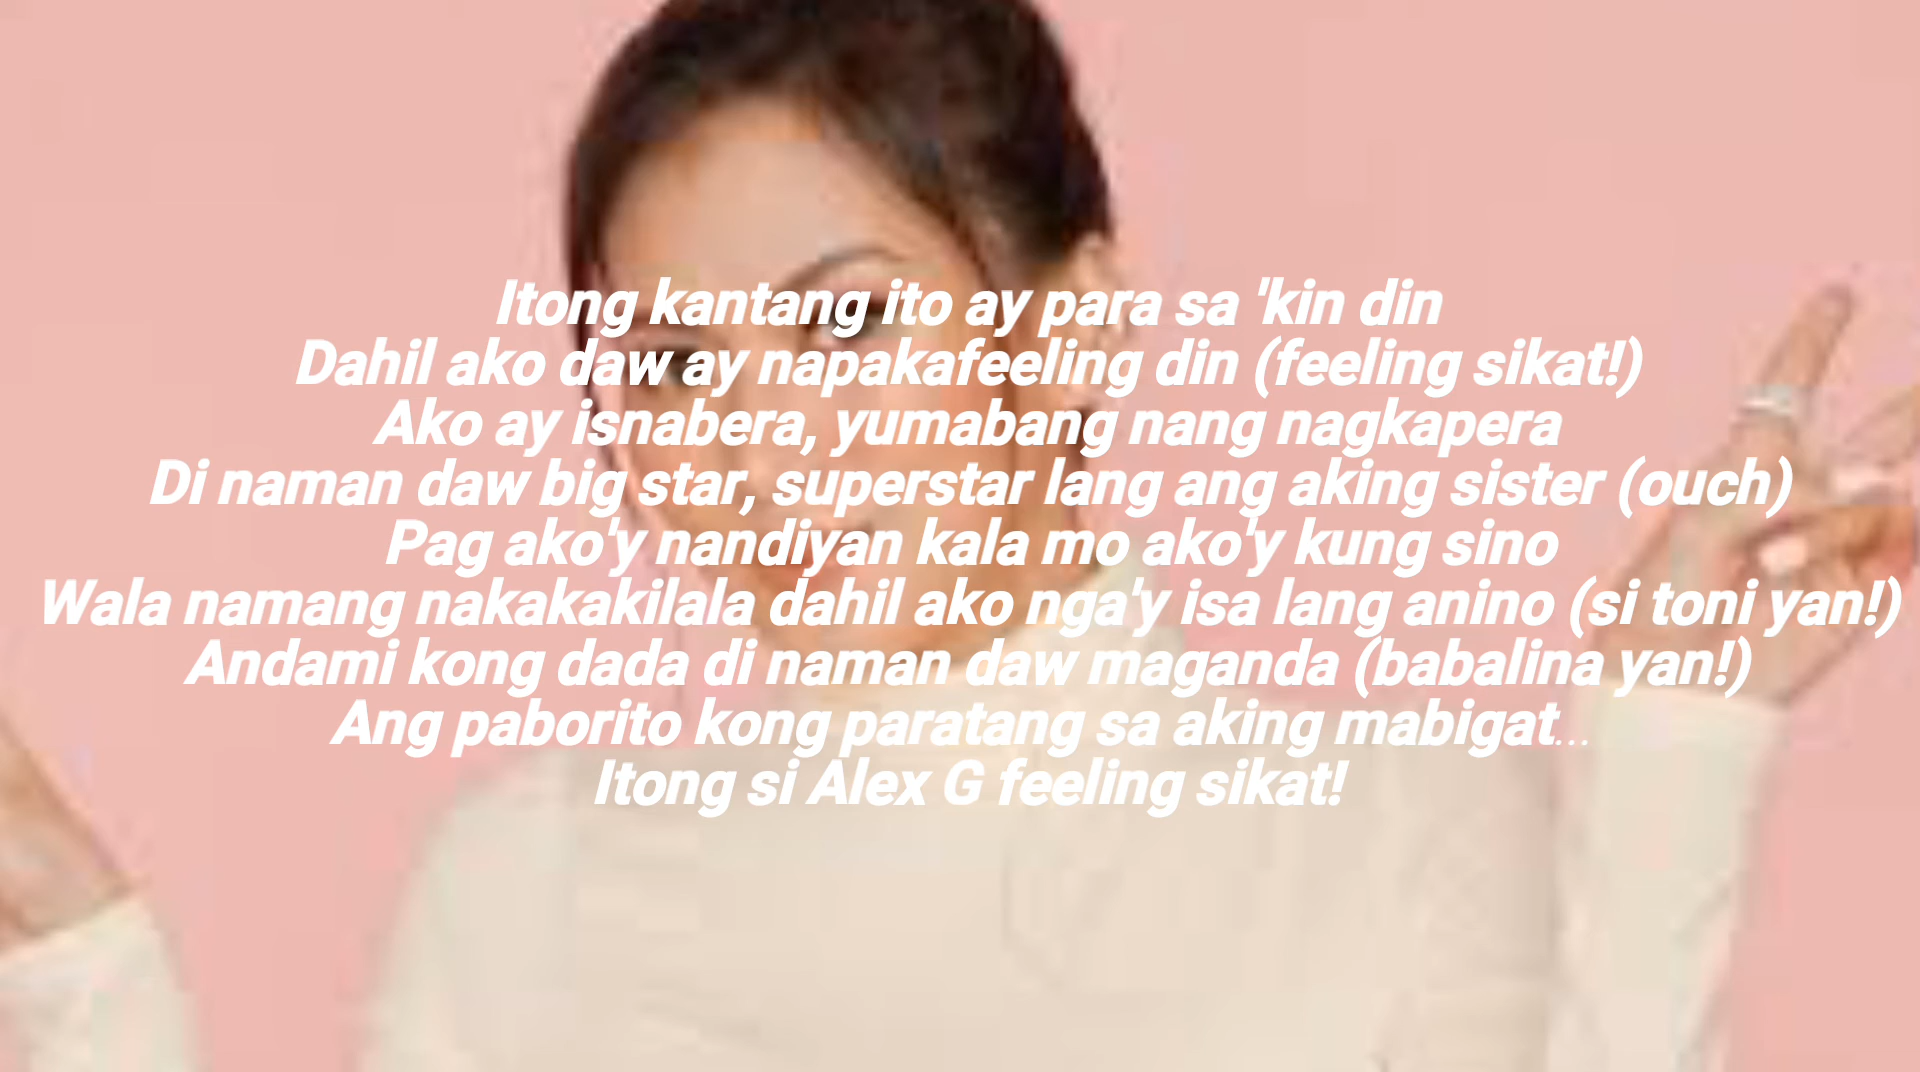 Itong kantang ito ay para sa 'kin din
Dahil ako daw ay napakafeeling din (feeling sikat!)
Ako ay isnabera, yumabang nang nagkapera
Di naman daw big star, superstar lang ang aking sister (ouch)
Pag ako'y nandiyan kala mo ako'y kung sino
Wala namang nakakakilala dahil ako nga'y isa lang anino (si toni yan!)
Andami kong dada di naman daw maganda (babalina yan!)
Ang paborito kong paratang sa aking mabigat...
Itong si Alex G feeling sikat!